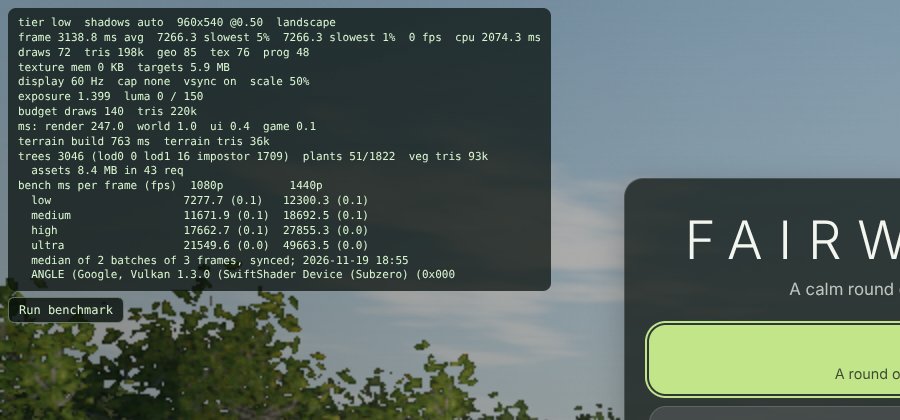 tier low  shadows auto  960x540 @0.50  landscape
frame 3138.8 ms avg  7266.3 slowest 5%  7266.3 slowest 1%  0 fps  cpu 2074.3 ms
draws 72  tris 198k  geo 85  tex 76  prog 48
texture mem 0 KB  targets 5.9 MB
display 60 Hz  cap none  vsync on  scale 50%
exposure 1.399  luma 0 / 150
budget draws 140  tris 220k
ms: render 247.0  world 1.0  ui 0.4  game 0.1
terrain build 763 ms  terrain tris 36k
trees 3046 (lod0 0 lod1 16 impostor 1709)  plants 51/1822  veg tris 93k
assets 8.4 MB in 43 req
bench ms per frame (fps)  1080p  1440p
low  7277.7 (0.1)  12300.3 (0.1)
medium  11671.9 (0.1)  18692.5 (0.1)
high  17662.7 (0.1)  27855.3 (0.0)
ultra  21549.6 (0.0)  49663.5 (0.0)
median of 2 batches of 3 frames, synced; 2026-11-19 18:55
ANGLE (Google, Vulkan 1.3.0 (SwiftShader Device (Subzero) (0x000
Run benchmark
FAIRW
A calm round
A round o